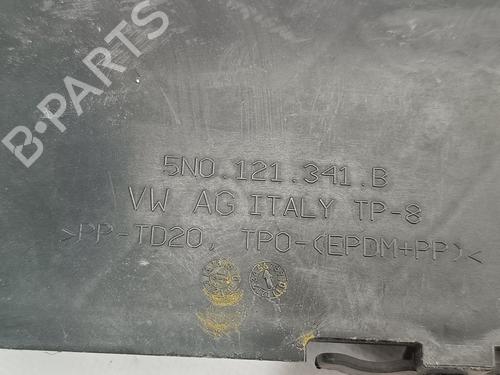 B-PARTS
5N0.121.341.B
VW AG ITALY TP-8
>PP-TD20, TPO-(EPDM+PP)<